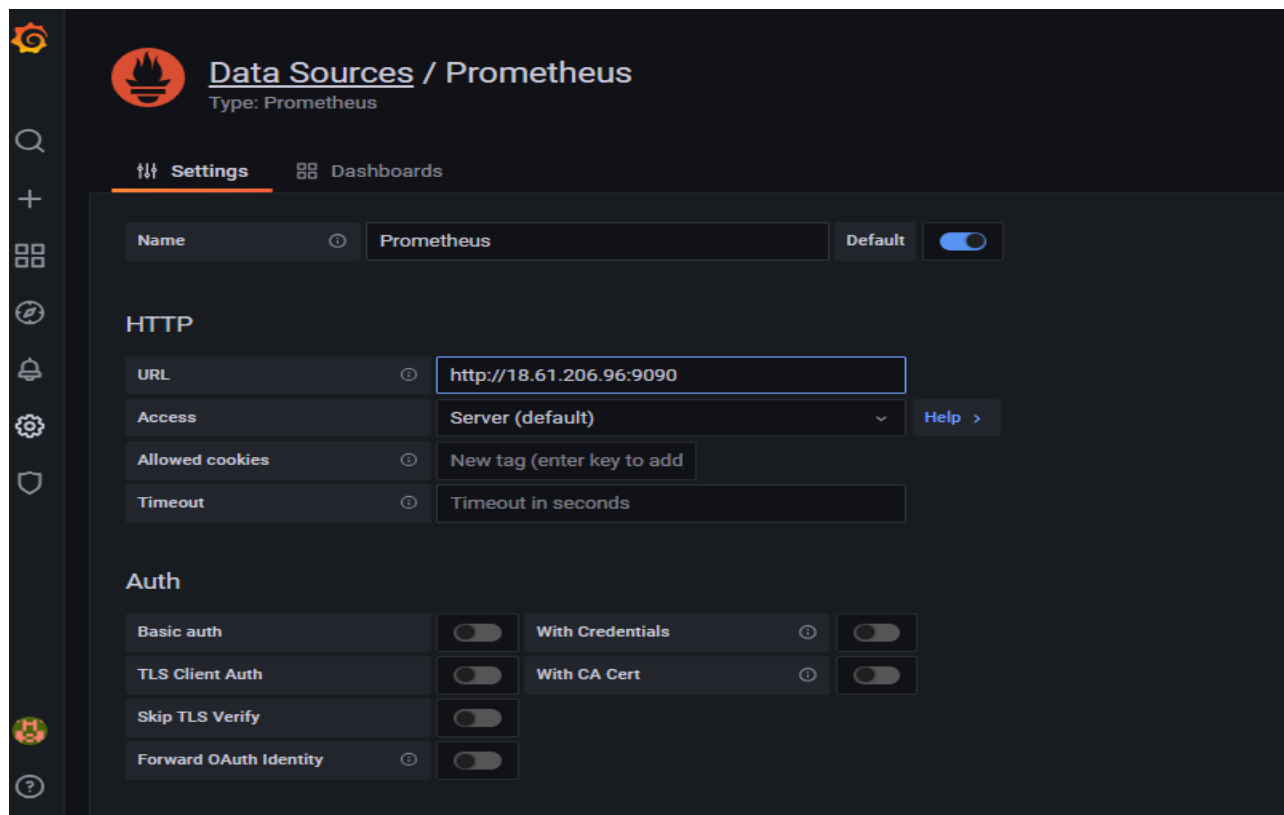 Data Sources / Prometheus
Type: Prometheus
Settings Dashboards
Name Prometheus Default
HTTP
URL http://18.61.206.96:9090
Access Server (default) Help >
Allowed cookies New tag (enter key to add
Timeout Timeout in seconds
Auth
Basic auth With Credentials
TLS Client Auth With CA Cert
Skip TLS Verify
Forward OAuth Identity